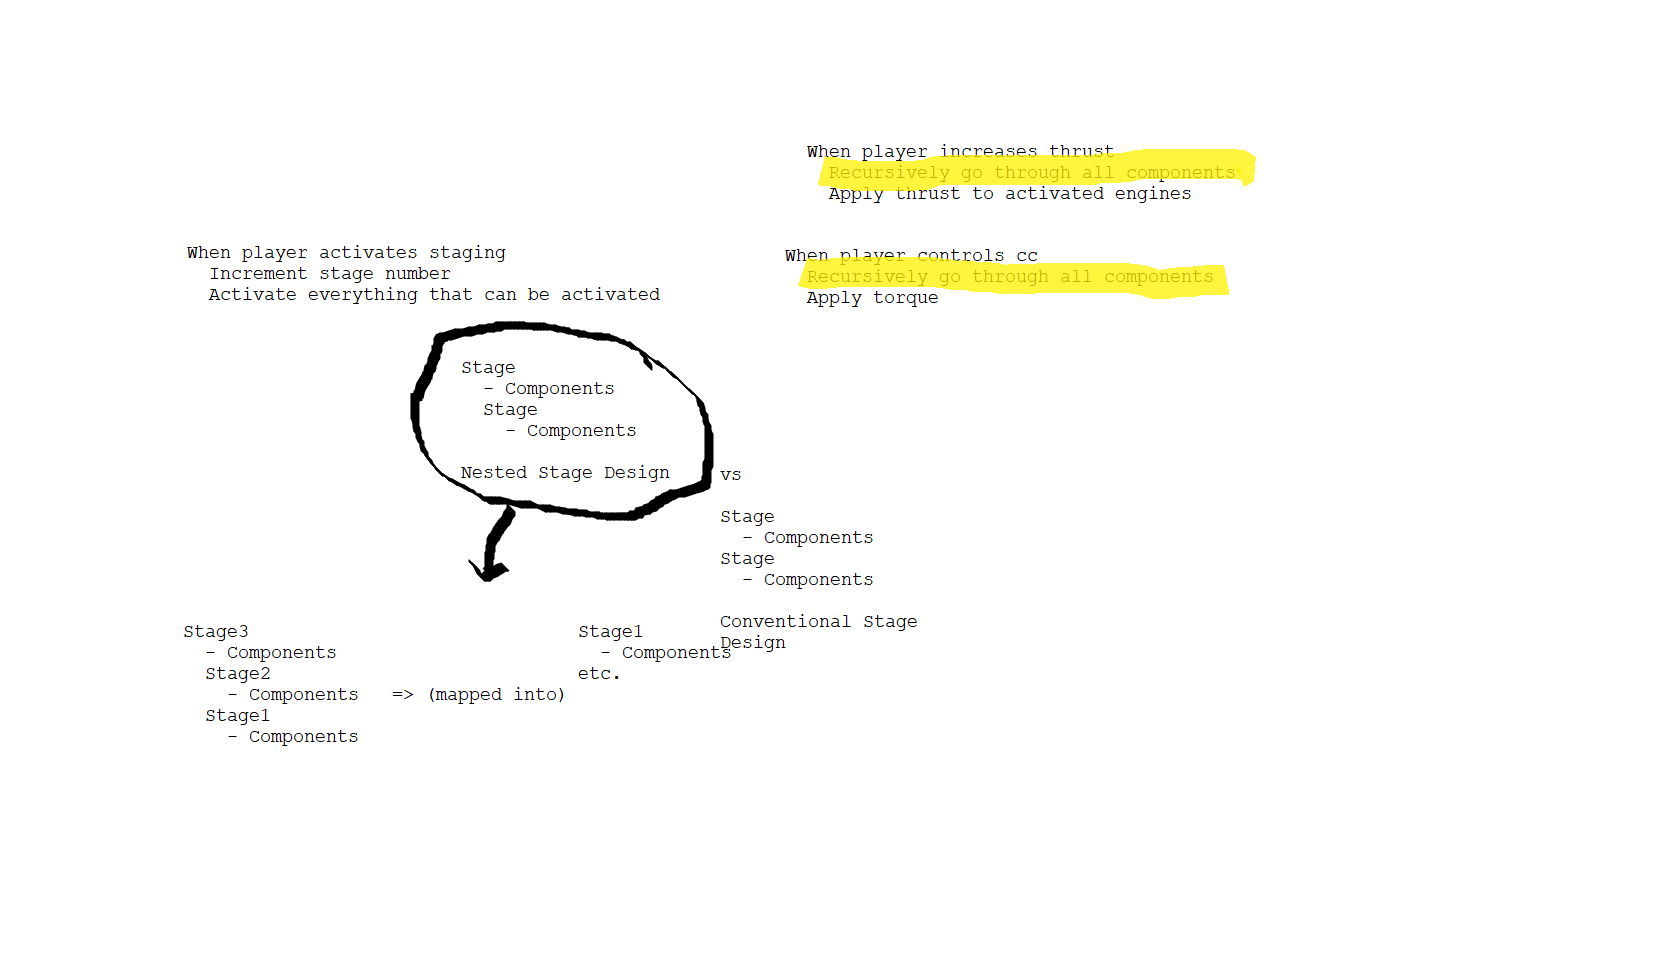 When player increases thrust
Recursively go through all components
Apply thrust to activated engines
When player activates staging
Increment stage number
Activate everything that can be activated
When player controls cc
Recursively go through all components
Apply torque
Stage
- Components
Stage
- Components
Nested Stage Design
vs
Stage
- Components
Stage
- Components
Conventional Stage
Design
Stage3
- Components
Stage2
- Components => (mapped into)
Stage1
- Components
Stage1
- Components
etc.